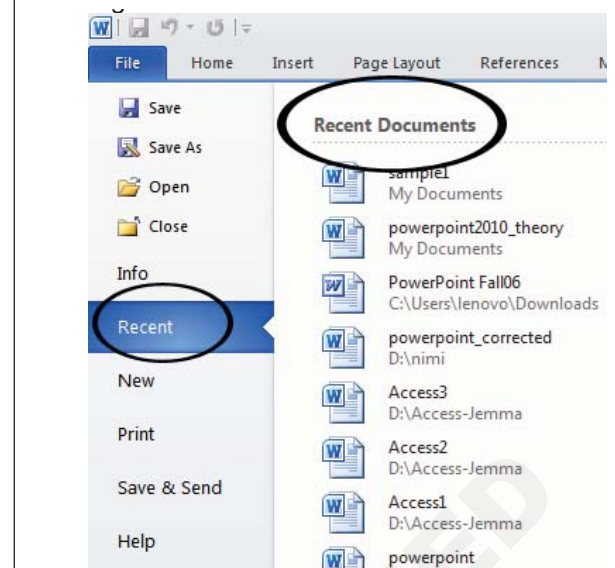 File Home Insert Page Layout References
Save
Save As
Open
Close
Info
Recent
New
Print
Save & Send
Help
Recent Documents
sample1
My Documents
powerpoint2010_theory
My Documents
PowerPoint Fall06
C:\Users\lenovo\Downloads
powerpoint_corrected
D:\nimi
Access3
D:\Access-Jemma
Access2
D:\Access-Jemma
Access1
D:\Access-Jemma
powerpoint